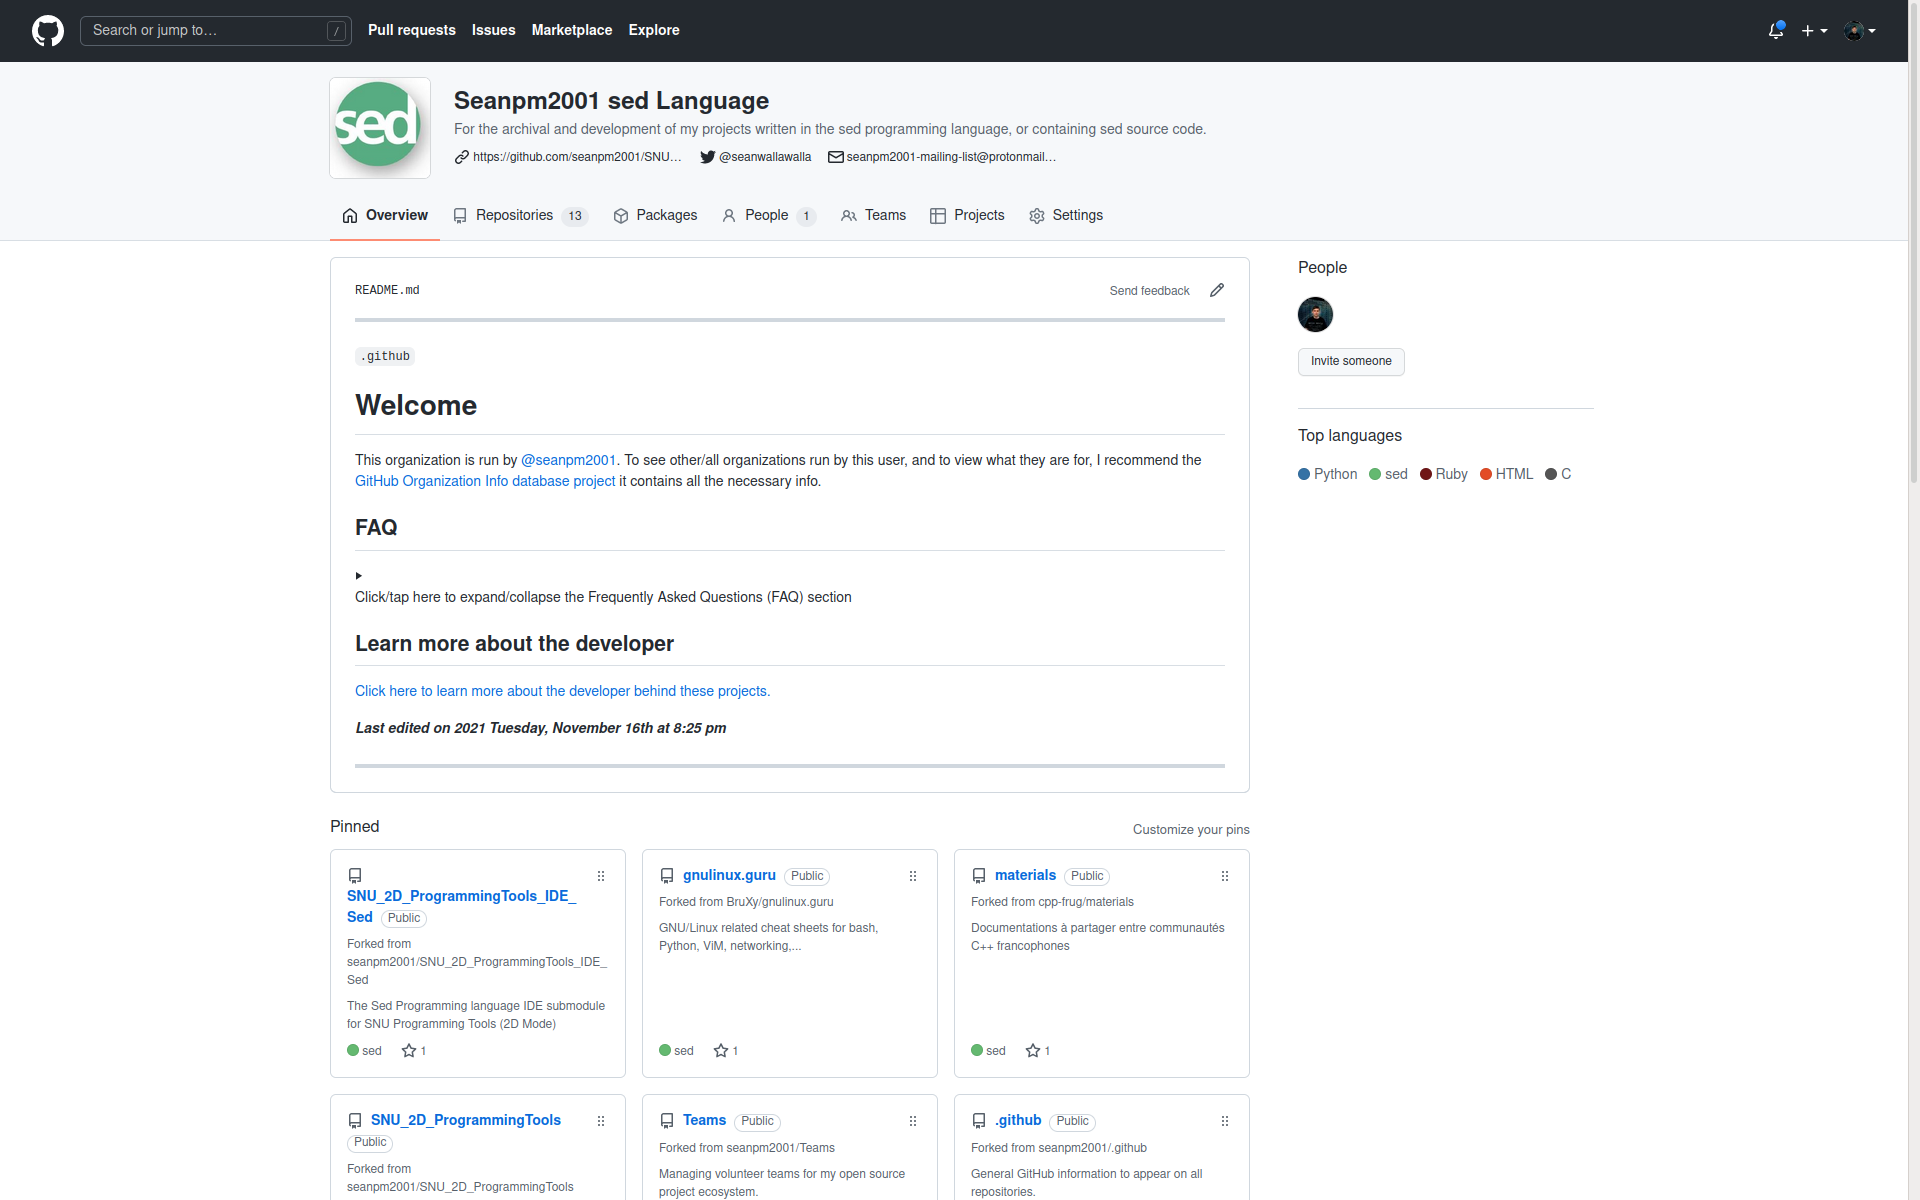 Search or jump to…
/
Pull requests
Issues
Marketplace
Explore
sed
Seanpm2001 sed Language
For the archival and development of my projects written in the sed programming language, or containing sed source code.
https://github.com/seanpm2001/SNU…
@seanwallawalla
seanpm2001-mailing-list@protonmail…
Overview
Repositories 13
Packages
People 1
Teams
Projects
Settings
README.md
Send feedback
.github
Welcome
This organization is run by @seanpm2001. To see other/all organizations run by this user, and to view what they are for, I recommend the
GitHub Organization Info database project it contains all the necessary info.
FAQ
Click/tap here to expand/collapse the Frequently Asked Questions (FAQ) section
Learn more about the developer
Click here to learn more about the developer behind these projects.
Last edited on 2021 Tuesday, November 16th at 8:25 pm
People
Invite someone
Top languages
Python sed Ruby HTML C
Pinned
Customize your pins
SNU_2D_ProgrammingTools_IDE_
Sed Public
Forked from
seanpm2001/SNU_2D_ProgrammingTools_IDE_
Sed
The Sed Programming language IDE submodule
for SNU Programming Tools (2D Mode)
sed 1
gnulinux.guru Public
Forked from BruXy/gnulinux.guru
GNU/Linux related cheat sheets for bash,
Python, ViM, networking,...
sed 1
materials Public
Forked from cpp-frug/materials
Documentations à partager entre communautés
C++ francophones
sed 1
SNU_2D_ProgrammingTools
Public
Forked from
seanpm2001/SNU_2D_ProgrammingTools
Teams Public
Forked from seanpm2001/Teams
Managing volunteer teams for my open source
project ecosystem.
.github Public
Forked from seanpm2001/.github
General GitHub information to appear on all
repositories.